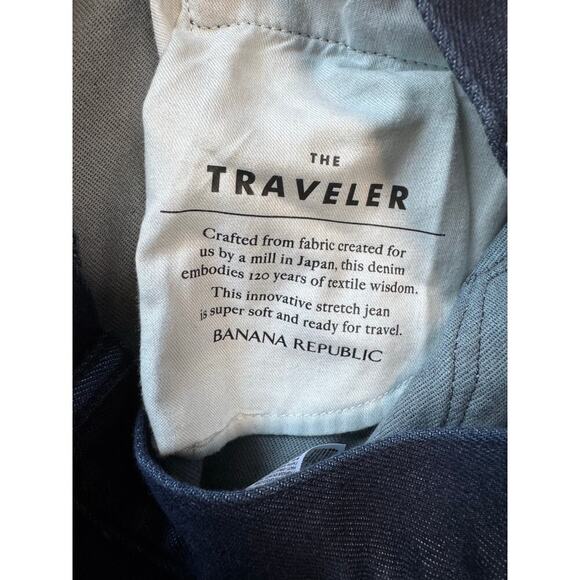 THE
TRAVELER
Crafted from fabric created for
us by a mill in Japan, this denim
embodies 120 years of textile wisdom.
This innovative stretch jean
is super soft and ready for travel.
BANANA REPUBLIC